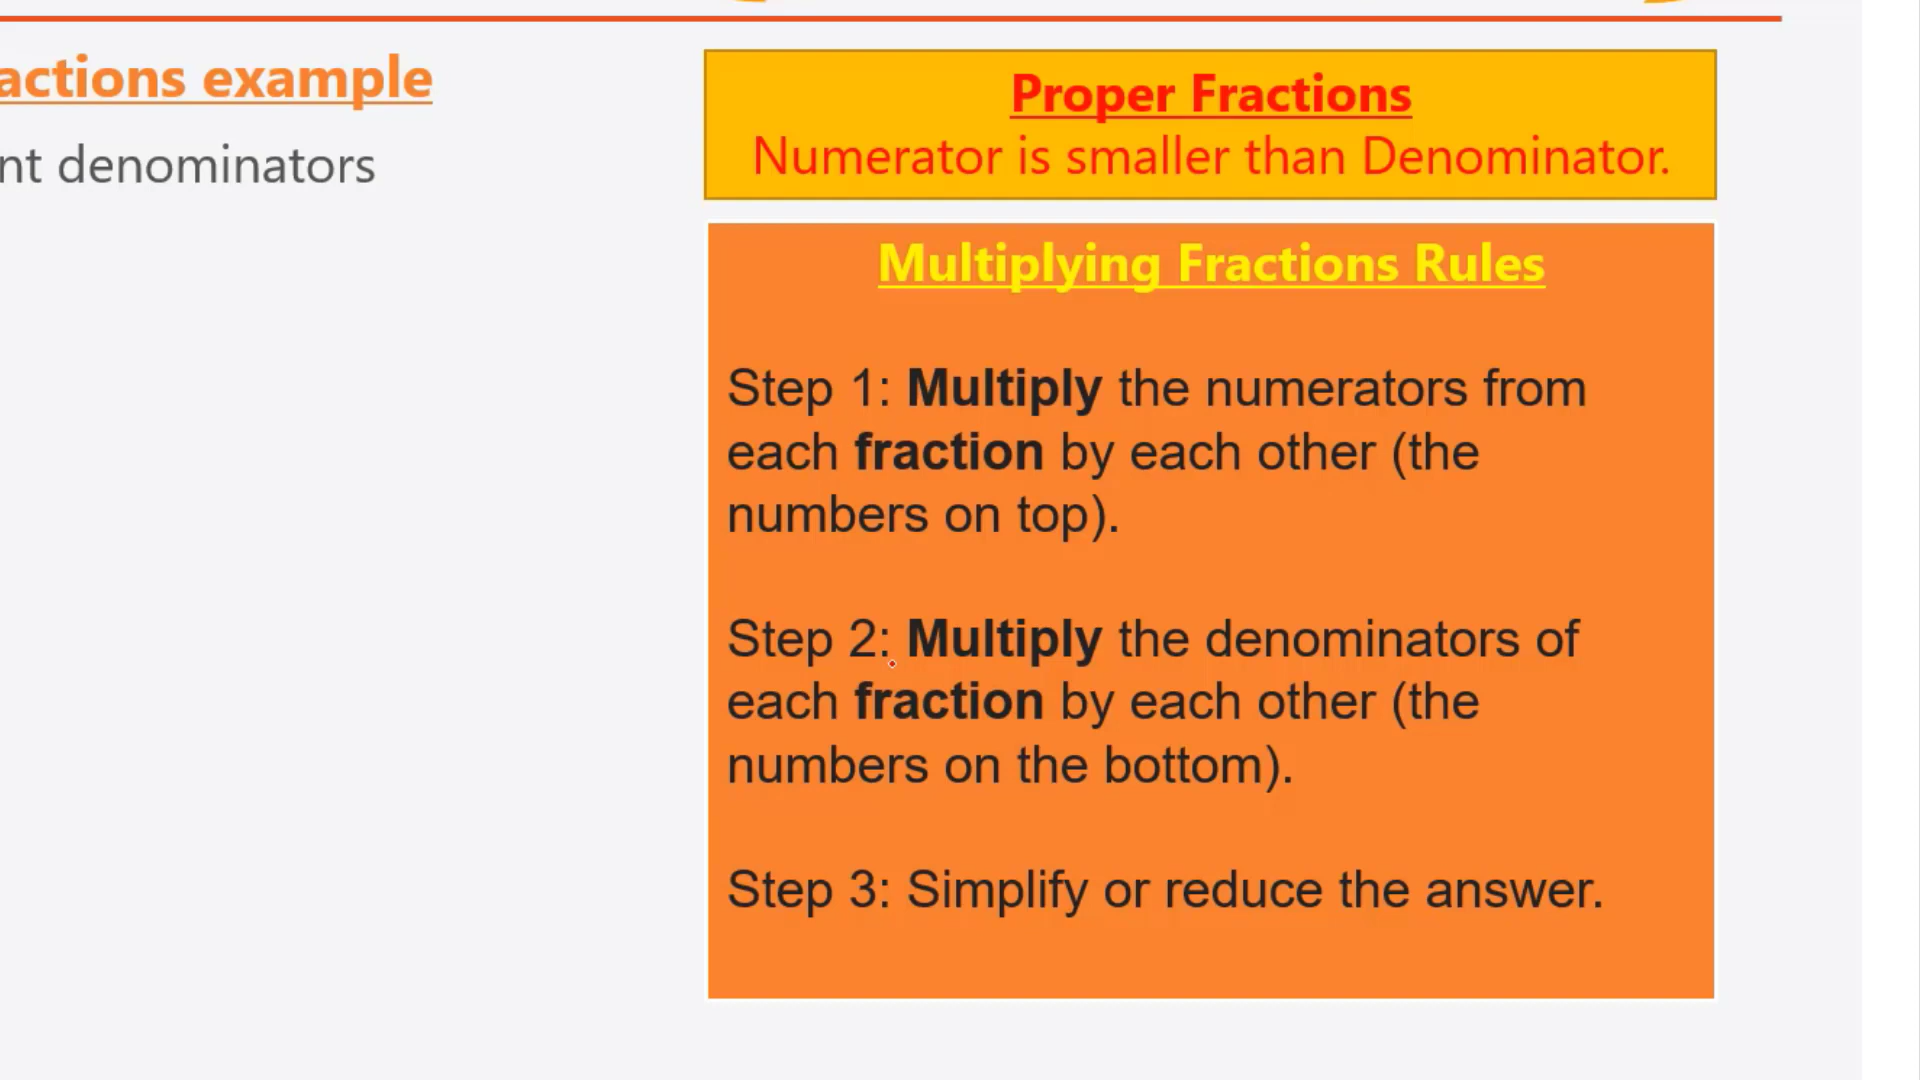 actions example
nt denominators
Proper Fractions
Numerator is smaller than Denominator.
Multiplying Fractions Rules
Step 1: Multiply the numerators from
each fraction by each other (the
numbers on top).
Step 2: Multiply the denominators of
each fraction by each other (the
numbers on the bottom).
Step 3: Simplify or reduce the answer.